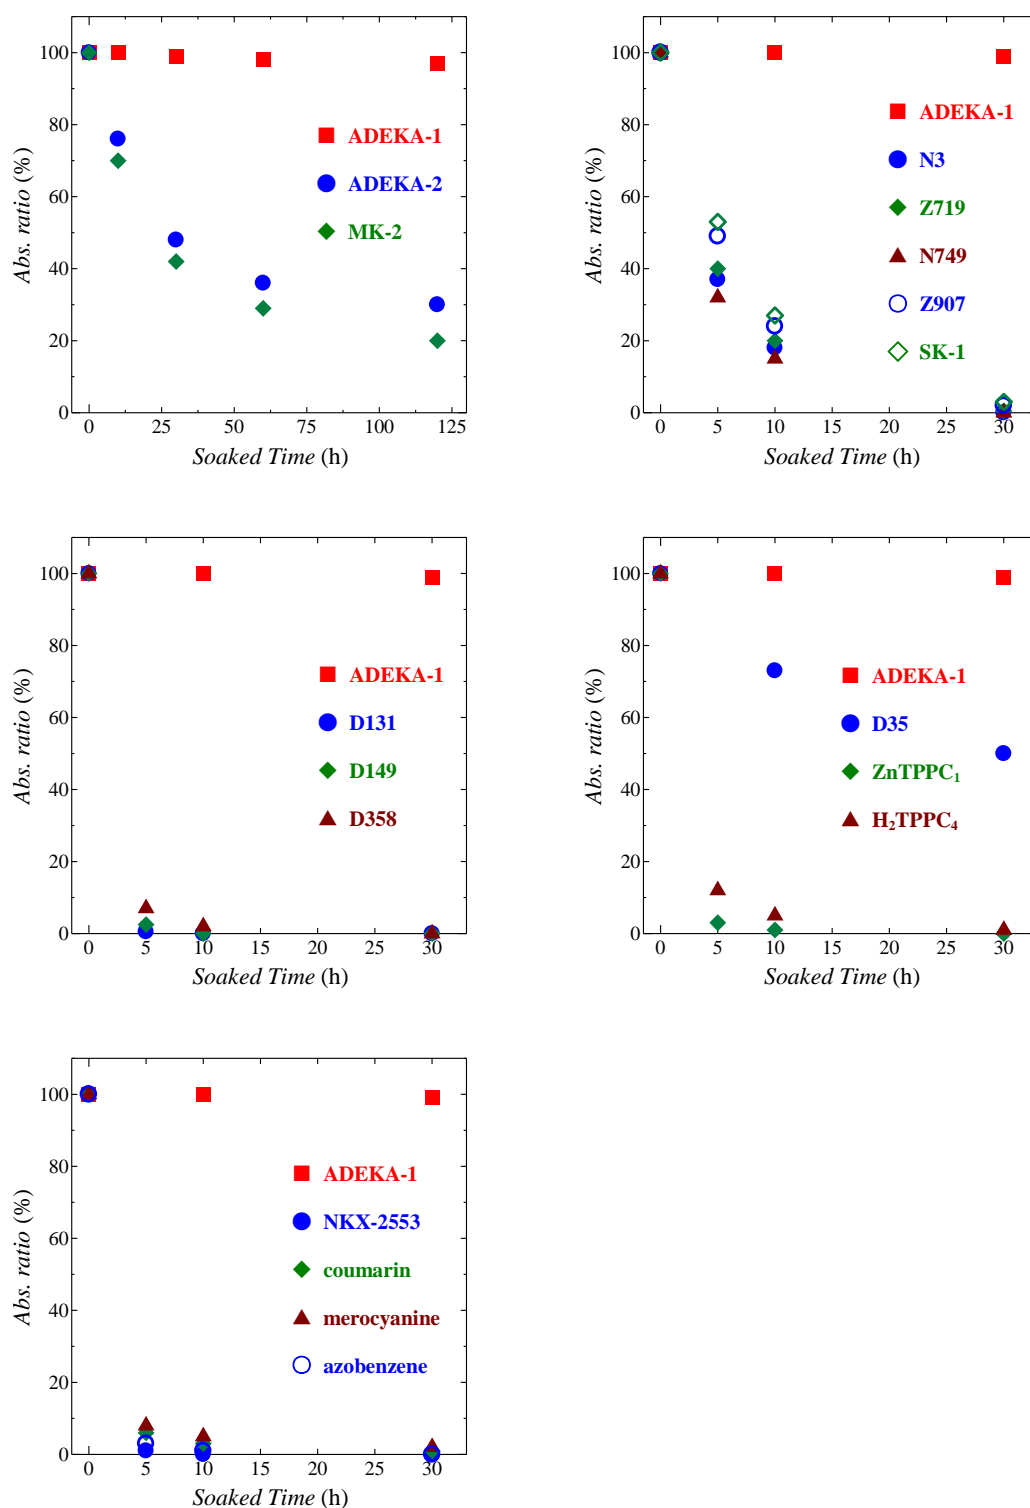 100
80
60
40
20
0
Abs. ratio (%)
ADEKA-1
ADEKA-2
MK-2
0 25 50 75 100 125
Soaked Time (h)
100
80
60
40
20
0
Abs. ratio (%)
ADEKA-1
N3
Z719
N749
Z907
SK-1
0 5 10 15 20 25 30
Soaked Time (h)
100
80
60
40
20
0
Abs. ratio (%)
ADEKA-1
D131
D149
D358
0 5 10 15 20 25 30
Soaked Time (h)
100
80
60
40
20
0
Abs. ratio (%)
ADEKA-1
D35
ZnTPPC₁
H₂TPPC₄
0 5 10 15 20 25 30
Soaked Time (h)
100
80
60
40
20
0
Abs. ratio (%)
ADEKA-1
NKX-2553
coumarin
merocyanine
azobenzene
0 5 10 15 20 25 30
Soaked Time (h)